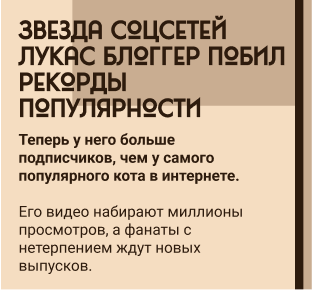 ЗВЕЗДА СОЦСЕТЕЙ
ЛУКАС БЛОГГЕР ПОБИЛ
РЕКОРДЫ
ПОПУЛЯРНОСТИ
Теперь у него больше
подписчиков, чем у самого
популярного кота в интернете.
Его видео набирают миллионы
просмотров, а фанаты с
нетерпением ждут новых
выпусков.